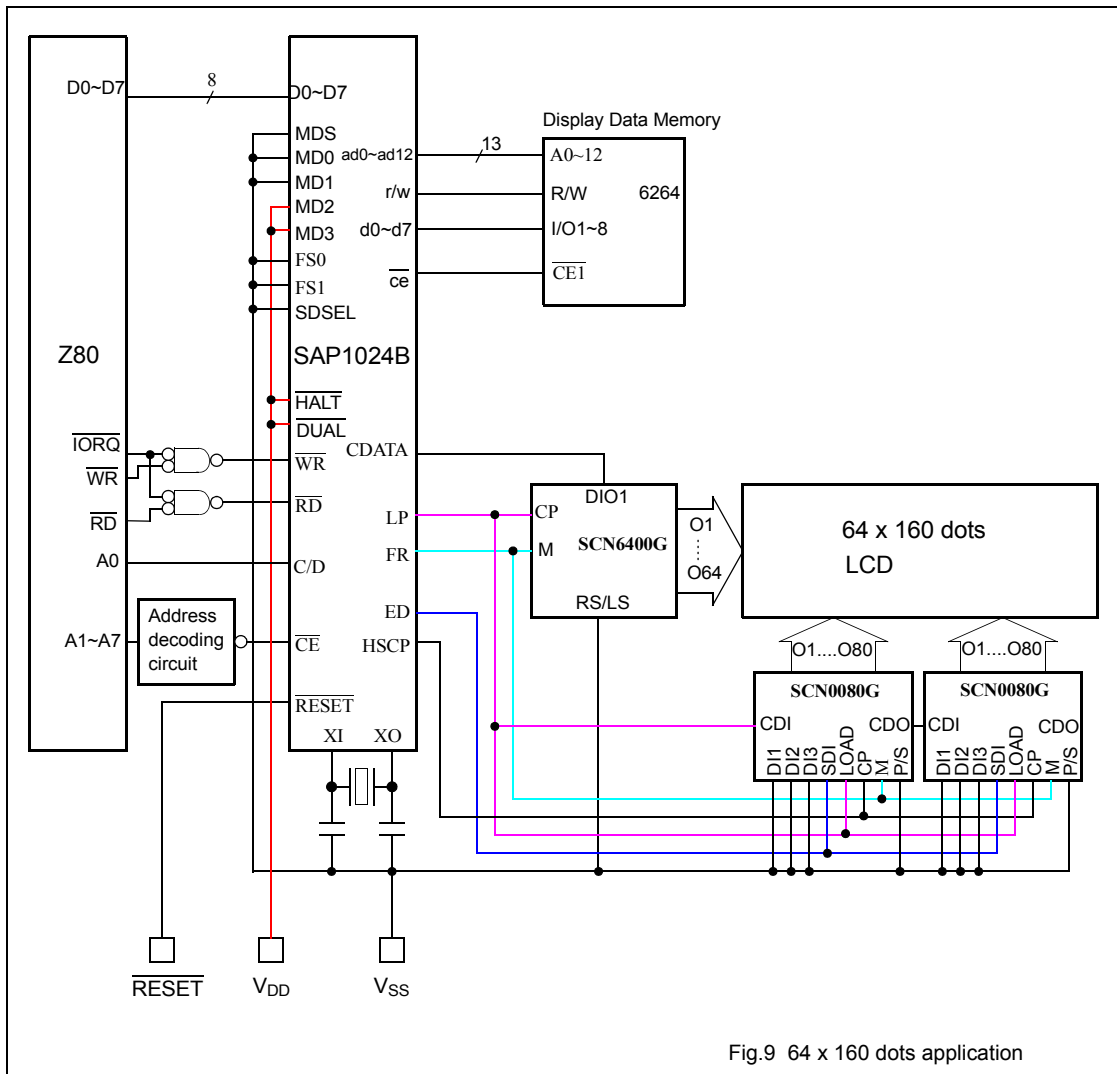 Z80
D0~D7
IORQ
WR
RD
A0
A1~A7
8
Address
decoding
circuit
SAP1024B
D0~D7
MDS
MD0
MD1
MD2
MD3
FS0
FS1
SDSEL
HALT
DUAL
WR
RD
C/D
CE
RESET
XI XO
ad0~ad12
r/w
d0~d7
ce
CDATA
LP
FR
ED
HSCP
13
Display Data Memory
A0~12
R/W 6264
I/O1~8
CE1
DIO1
CP
M SCN6400G
RS/LS
O1
O64
64 x 160 dots
LCD
O1....O80
O1....O80
SCN0080G
CDI CDO
DI1
DI2
DI3
SDI
LOAD
CP
M
P/S
SCN0080G
CDI CDO
DI1
DI2
DI3
SDI
LOAD
CP
M
P/S
RESET
VDD
VSS
Fig.9 64 x 160 dots application